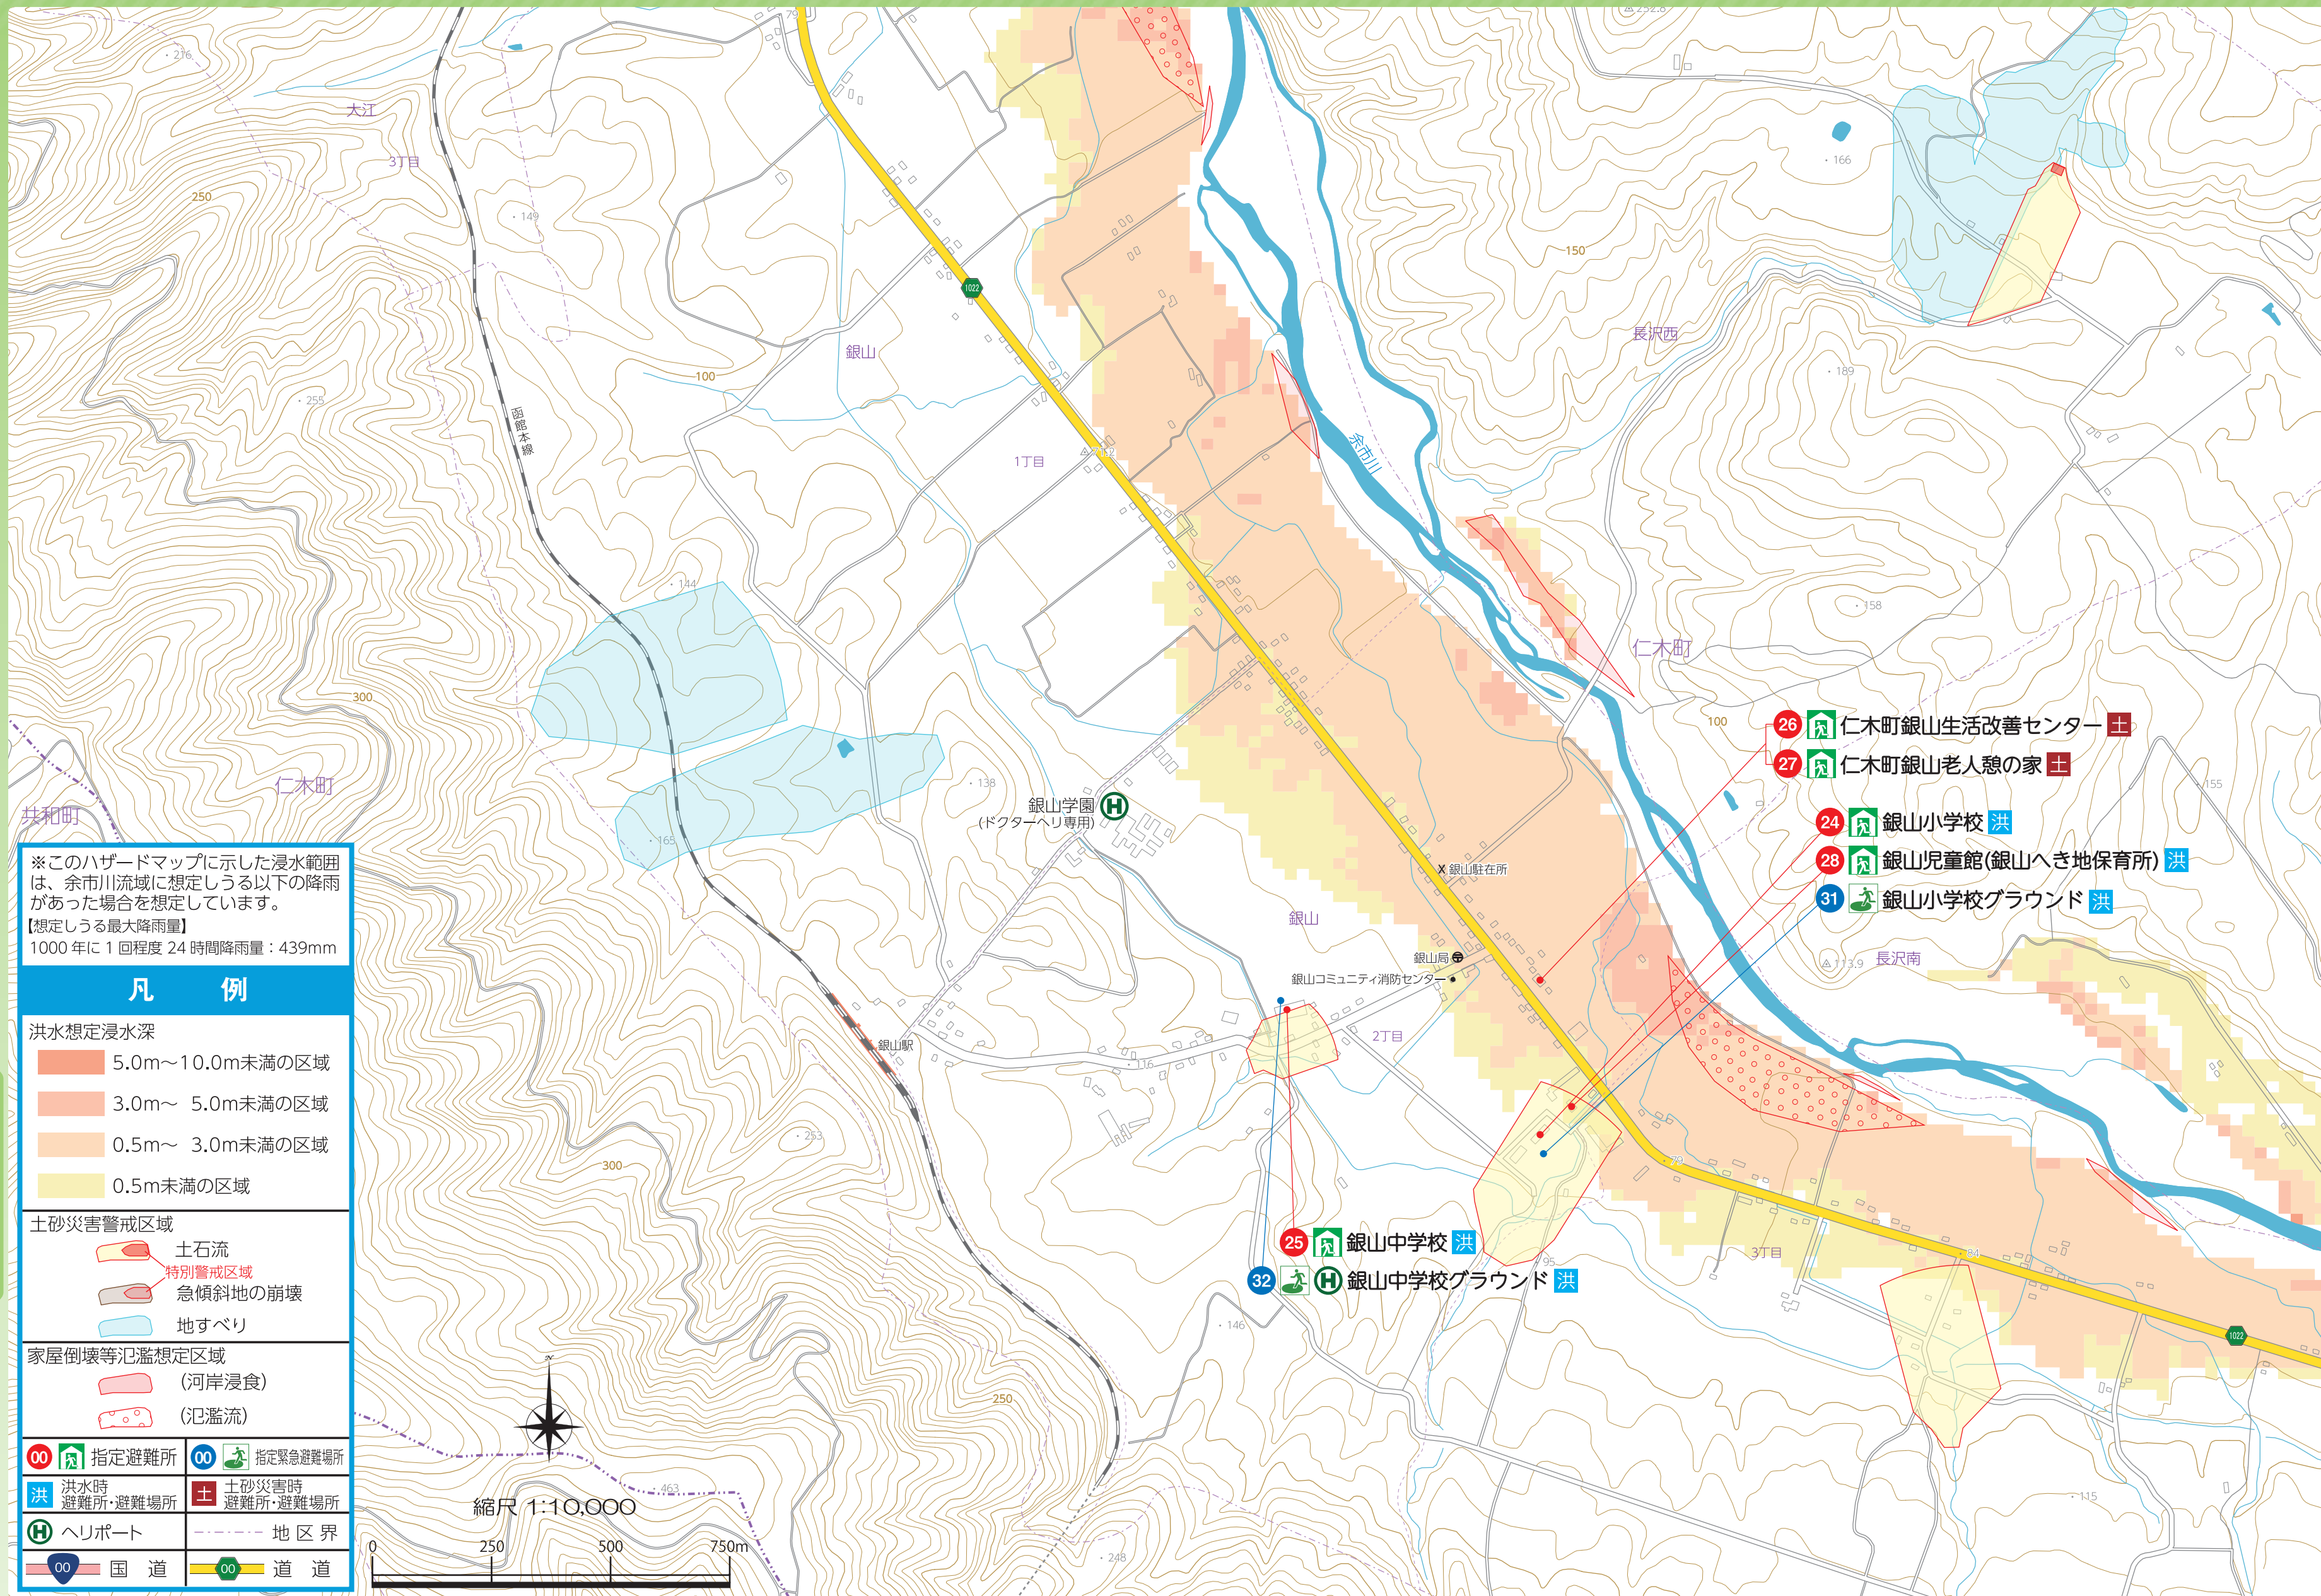 252.8
79
216
大江
3丁目
166
250
149
150
1022
長沢西
銀山
189
100
255
函館本線
1丁目
71.2
余市川
144
158
仁木町
300
100
26 仁木町銀山生活改善センター 土
27 仁木町銀山老人憩の家 土
138
155
165
仁木町
共和町
銀山学園
(ドクターヘリ専用)
24 銀山小学校 洪
28 銀山児童館(銀山へき地保育所) 洪
31 銀山小学校グラウンド 洪
X 銀山駐在所
銀山
銀山局
113.9
長沢南
銀山コミュニティ消防センター
2丁目
銀山駅
116
253
300
79
25 銀山中学校 洪
32 H 銀山中学校グラウンド 洪
95
3丁目
84
146
1022
250
463
115
248
※このハザードマップに示した浸水範囲
は、余市川流域に想定しうる以下の降雨
があった場合を想定しています。
【想定しうる最大降雨量】
1000年に1回程度 24時間降雨量：439mm
凡 例
洪水想定浸水深
5.0m～10.0m未満の区域
3.0m～ 5.0m未満の区域
0.5m～ 3.0m未満の区域
0.5m未満の区域
土砂災害警戒区域
土石流
特別警戒区域
急傾斜地の崩壊
地すべり
家屋倒壊等氾濫想定区域
(河岸浸食)
(氾濫流)
00 指定避難所
00 指定緊急避難場所
洪 洪水時
避難所・避難場所
土 土砂災害時
避難所・避難場所
H ヘリポート
地区界
00 国 道
00 道 道
縮尺 1:10,000
0 250 500 750m